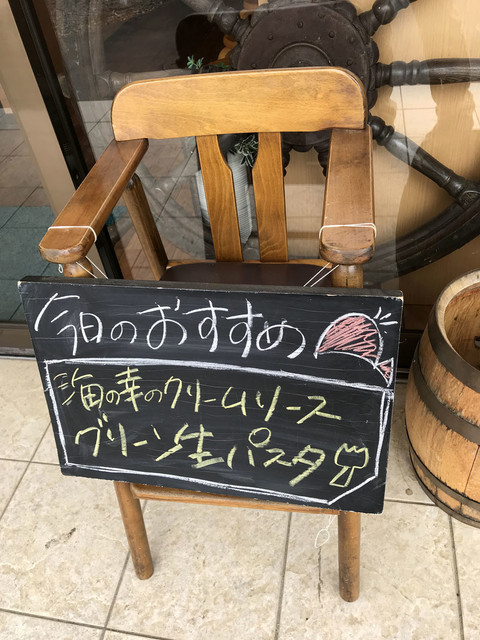 今日のおすすめ
海の幸のクリームソース
グリーン生パスタ